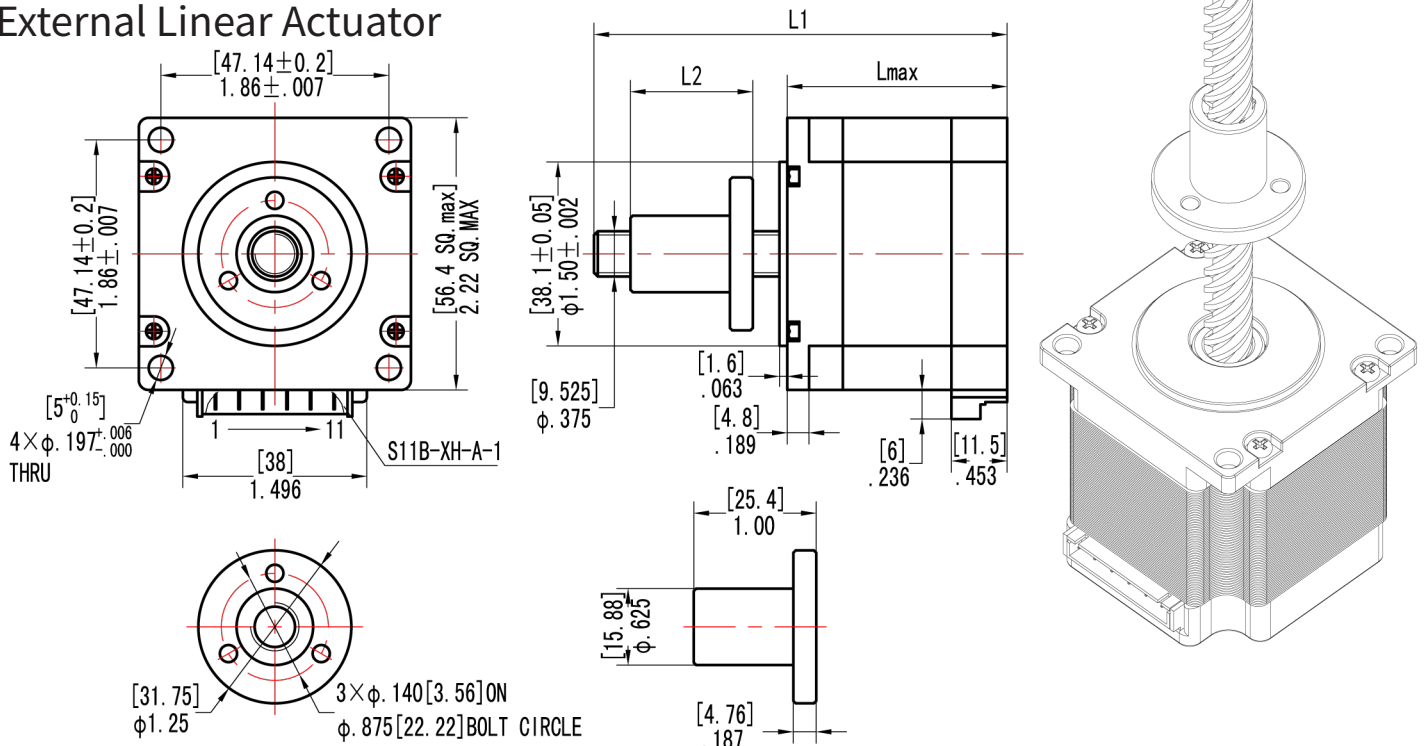 External Linear Actuator
[47.14±0.2]
1.86±.007
[47.14±0.2]
1.86±.007
[56.4 SQ.max]
2.22 SQ.MAX
[5+0.15 0]
4×φ.197+.006 -.000
THRU
1
11
S11B-XH-A-1
[38]
1.496
L1
L2
Lmax
[38.1±0.05]
φ1.50±.002
[9.525]
φ.375
[1.6]
.063
[4.8]
.189
[6]
.236
[11.5]
.453
[31.75]
φ1.25
3×φ.140[3.56]ON
φ.875[22.22]BOLT CIRCLE
[25.4]
1.00
[15.88]
φ.625
[4.76]
.187